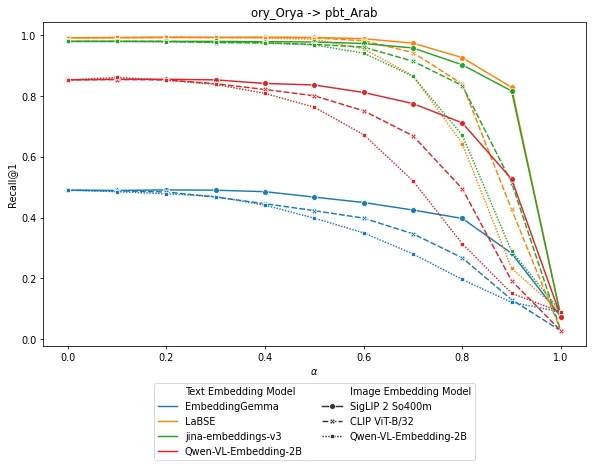 ory_Orya -> pbt_Arab
Recall@1
1.0
0.8
0.6
0.4
0.2
0.0
0.0 0.2 0.4 0.6 0.8 1.0
α
Text Embedding Model Image Embedding Model
EmbeddingGemma SigLIP 2 So400m
LaBSE CLIP ViT-B/32
jina-embeddings-v3 Qwen-VL-Embedding-2B
Qwen-VL-Embedding-2B